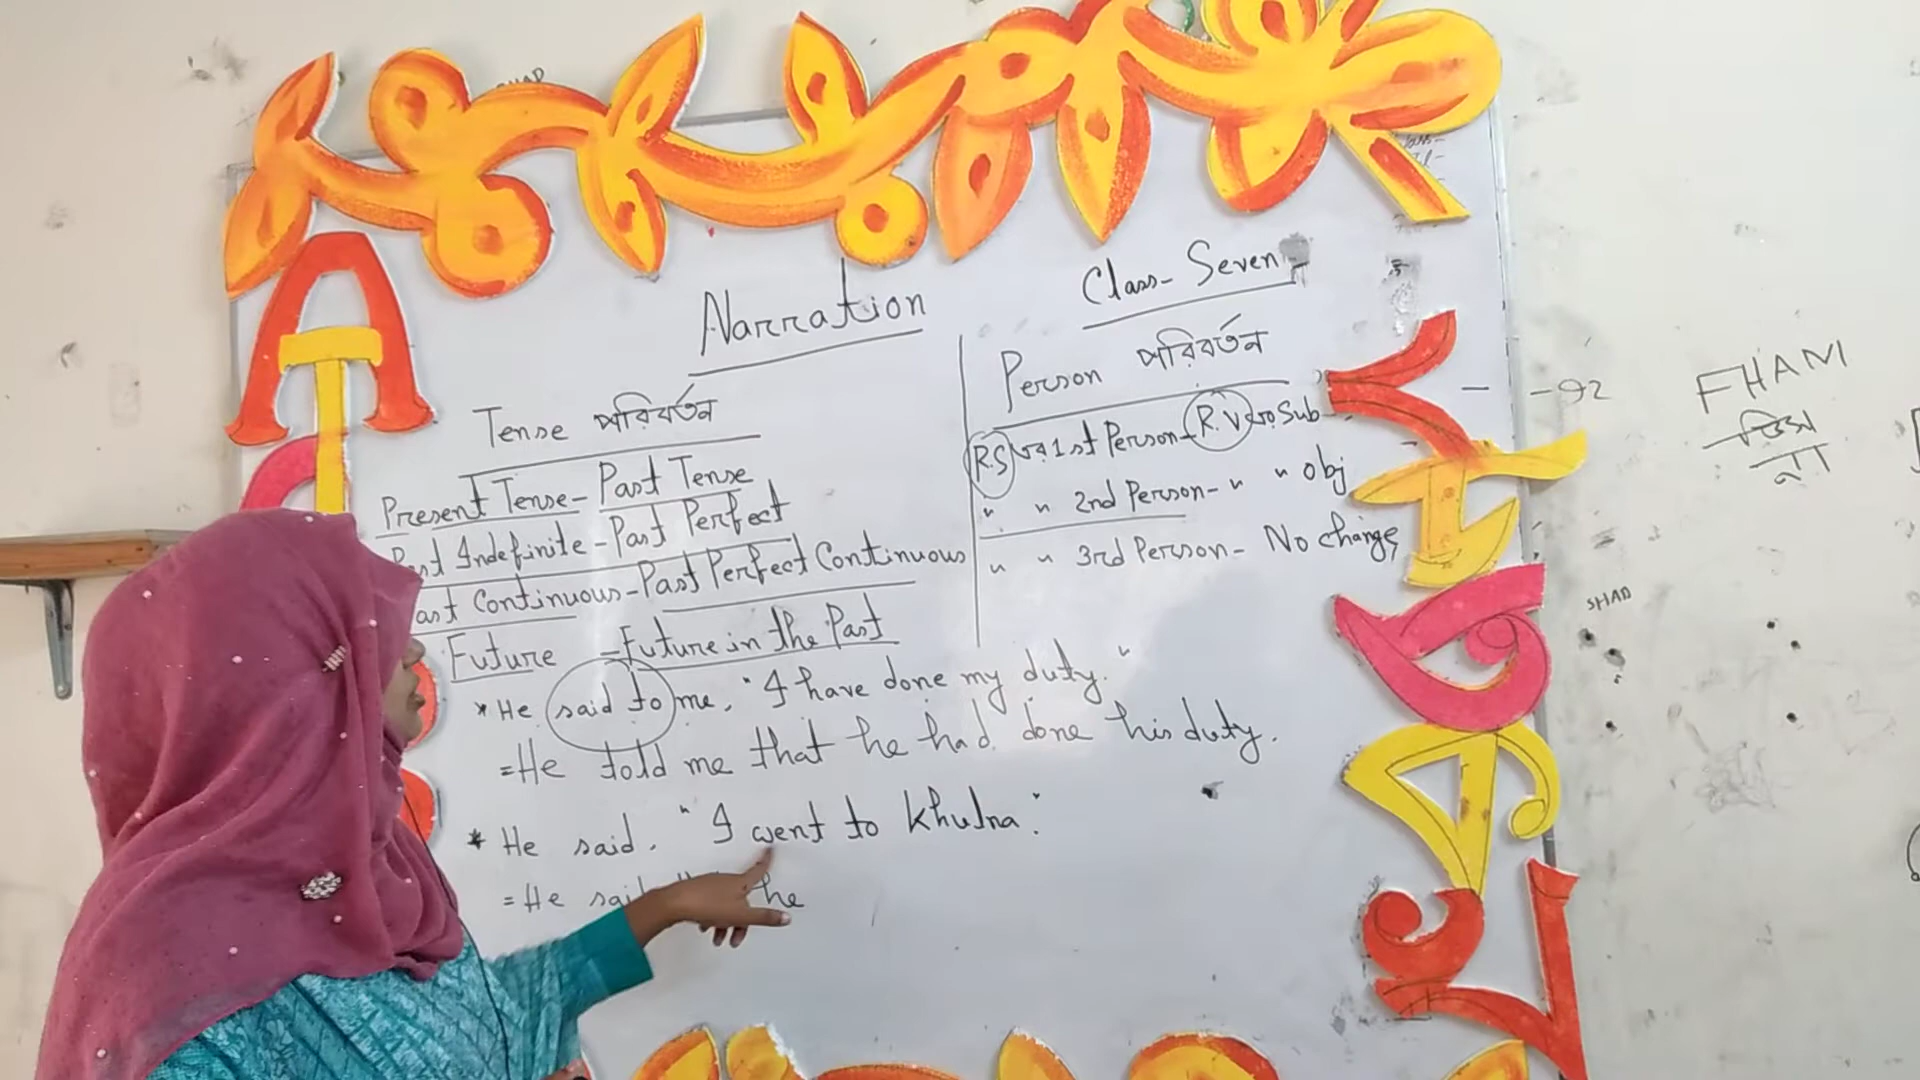 Narration
Class- Seven
Tense পরিবর্তন
Present Tense- Past Tense
Past Indefinite - Past Perfect
Past Continuous - Past Perfect Continuous
Future - Future in the Past
Person পরিবর্তন
R.S এর 1st Person - R.V এর Sub
" " 2nd Person - " " Obj
" " 3rd Person - No change
* He said to me, "I have done my duty."
= He told me that he had done his duty.
* He said, "I went to Khulna."
= He said he
FHAM
না
SHAD
SHAD